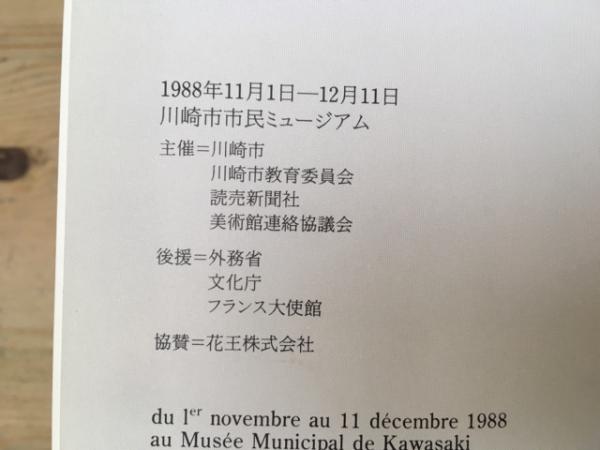 1988年11月1日—12月11日
川崎市市民ミュージアム
主催＝川崎市
川崎市教育委員会
読売新聞社
美術館連絡協議会
後援＝外務省
文化庁
フランス大使館
協賛＝花王株式会社
du 1er novembre au 11 décembre 1988
au Musée Municipal de Kawasaki